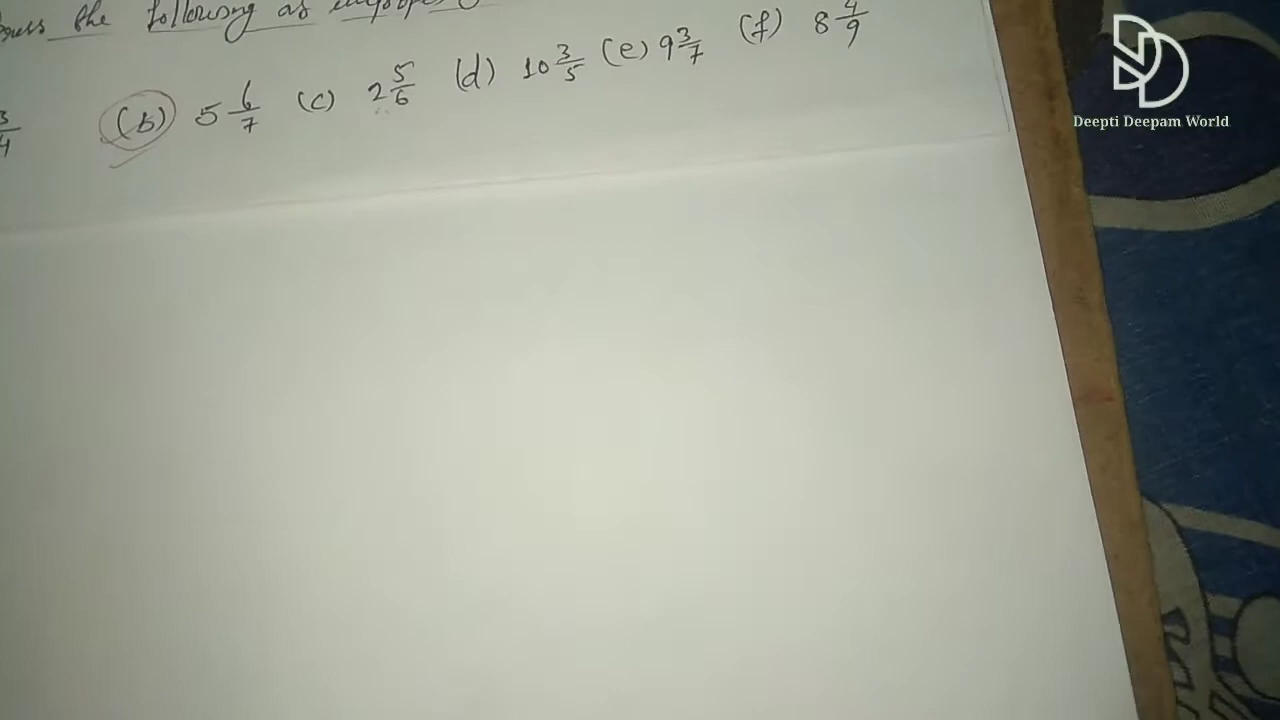 the following as
3/4 (b) 5 6/7 (c) 2 5/6 (d) 10 3/5 (e) 9 3/7 (f) 8 4/9
Deepti Deepam World